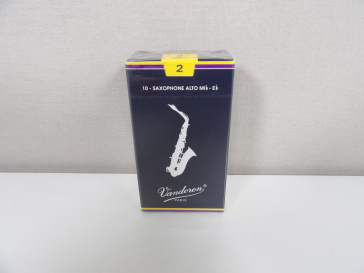 2
10 - SAXOPHONE ALTO Mi♭ - E♭
Vandoren®
PARIS